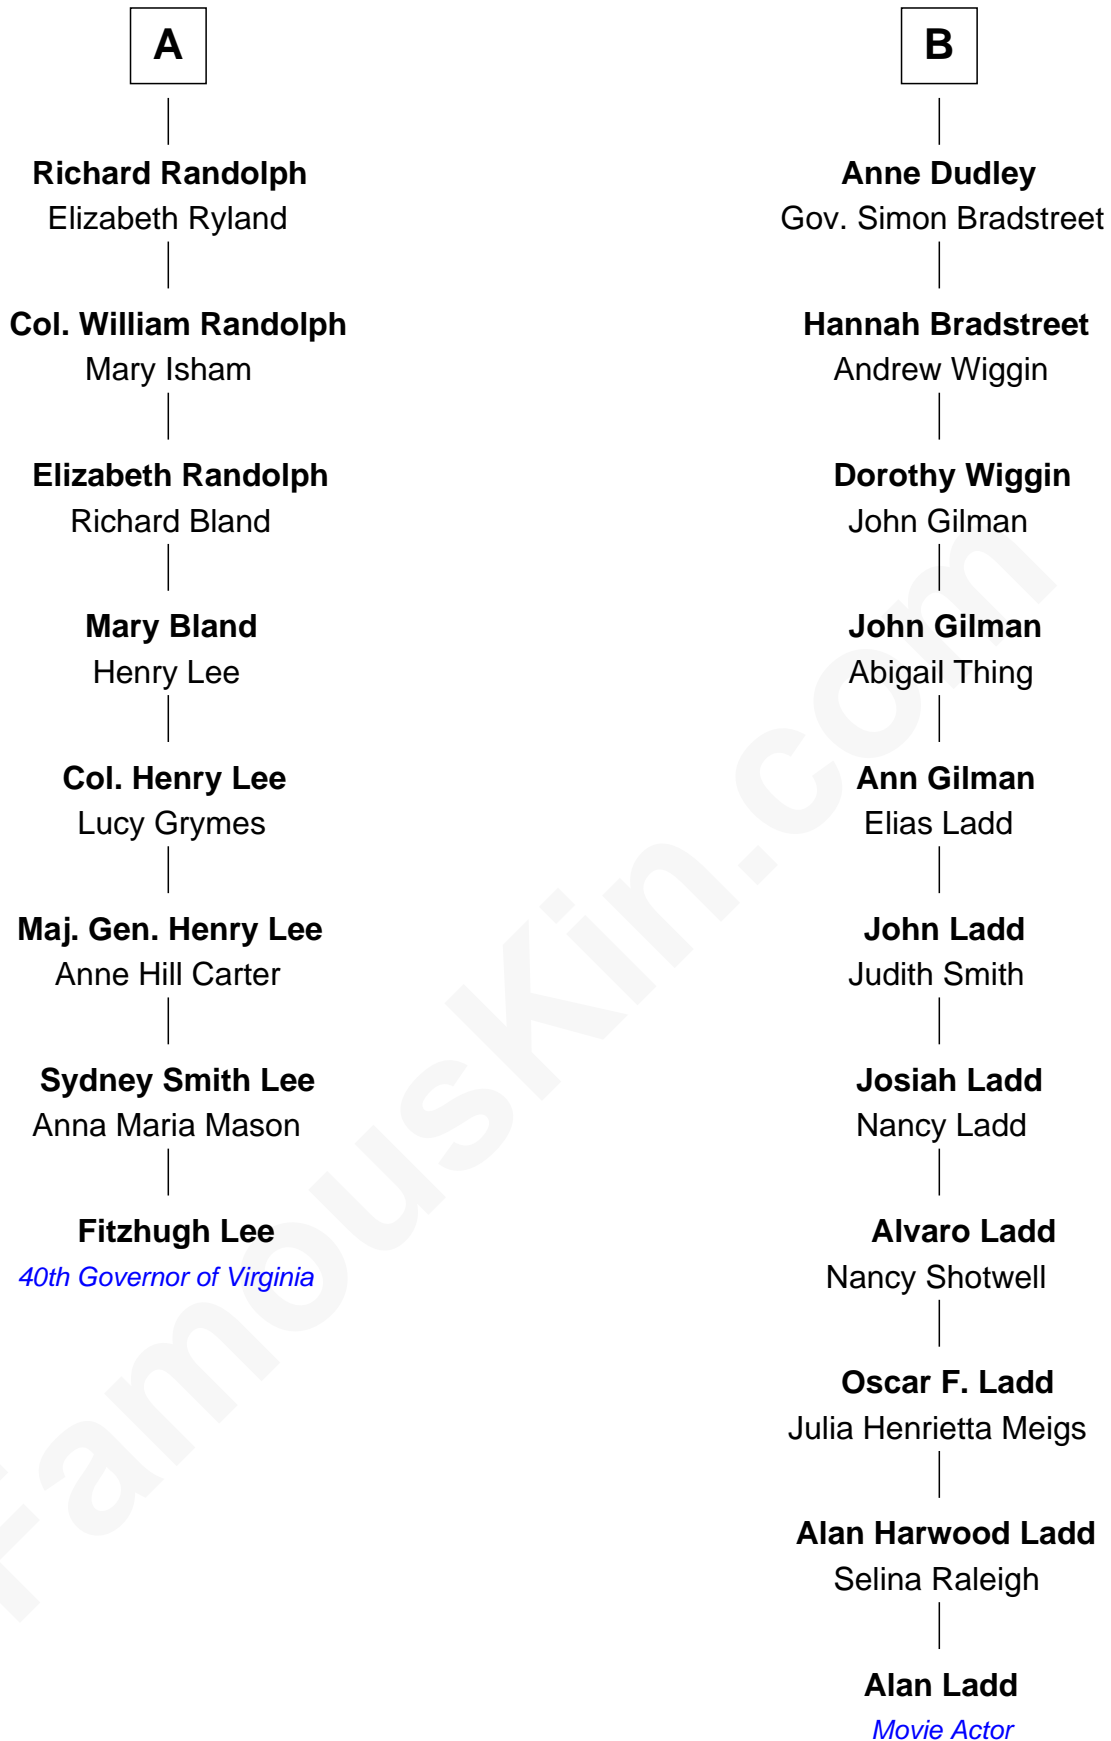 A
Richard Randolph
Elizabeth Ryland
Col. William Randolph
Mary Isham
Elizabeth Randolph
Richard Bland
Mary Bland
Henry Lee
Col. Henry Lee
Lucy Grymes
Maj. Gen. Henry Lee
Anne Hill Carter
Sydney Smith Lee
Anna Maria Mason
Fitzhugh Lee
40th Governor of Virginia
B
Anne Dudley
Gov. Simon Bradstreet
Hannah Bradstreet
Andrew Wiggin
Dorothy Wiggin
John Gilman
John Gilman
Abigail Thing
Ann Gilman
Elias Ladd
John Ladd
Judith Smith
Josiah Ladd
Nancy Ladd
Alvaro Ladd
Nancy Shotwell
Oscar F. Ladd
Julia Henrietta Meigs
Alan Harwood Ladd
Selina Raleigh
Alan Ladd
Movie Actor
FamousKin.com